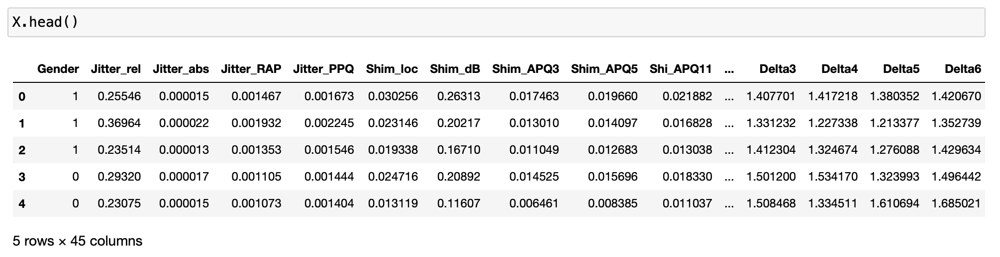 X.head()
Gender Jitter_rel Jitter_abs Jitter_RAP Jitter_PPQ Shim_loc Shim_dB Shim_APQ3 Shim_APQ5 Shi_APQ11 ... Delta3 Delta4 Delta5 Delta6
0 1 0.25546 0.000015 0.001467 0.001673 0.030256 0.26313 0.017463 0.019660 0.021882 ... 1.407701 1.417218 1.380352 1.420670
1 1 0.36964 0.000022 0.001932 0.002245 0.023146 0.20217 0.013010 0.014097 0.016828 ... 1.331232 1.227338 1.213377 1.352739
2 1 0.23514 0.000013 0.001353 0.001546 0.019338 0.16710 0.011049 0.012683 0.013038 ... 1.412304 1.324674 1.276088 1.429634
3 0 0.29320 0.000017 0.001105 0.001444 0.024716 0.20892 0.014525 0.015696 0.018330 ... 1.501200 1.534170 1.323993 1.496442
4 0 0.23075 0.000015 0.001073 0.001404 0.013119 0.11607 0.006461 0.008385 0.011037 ... 1.508468 1.334511 1.610694 1.685021
5 rows × 45 columns